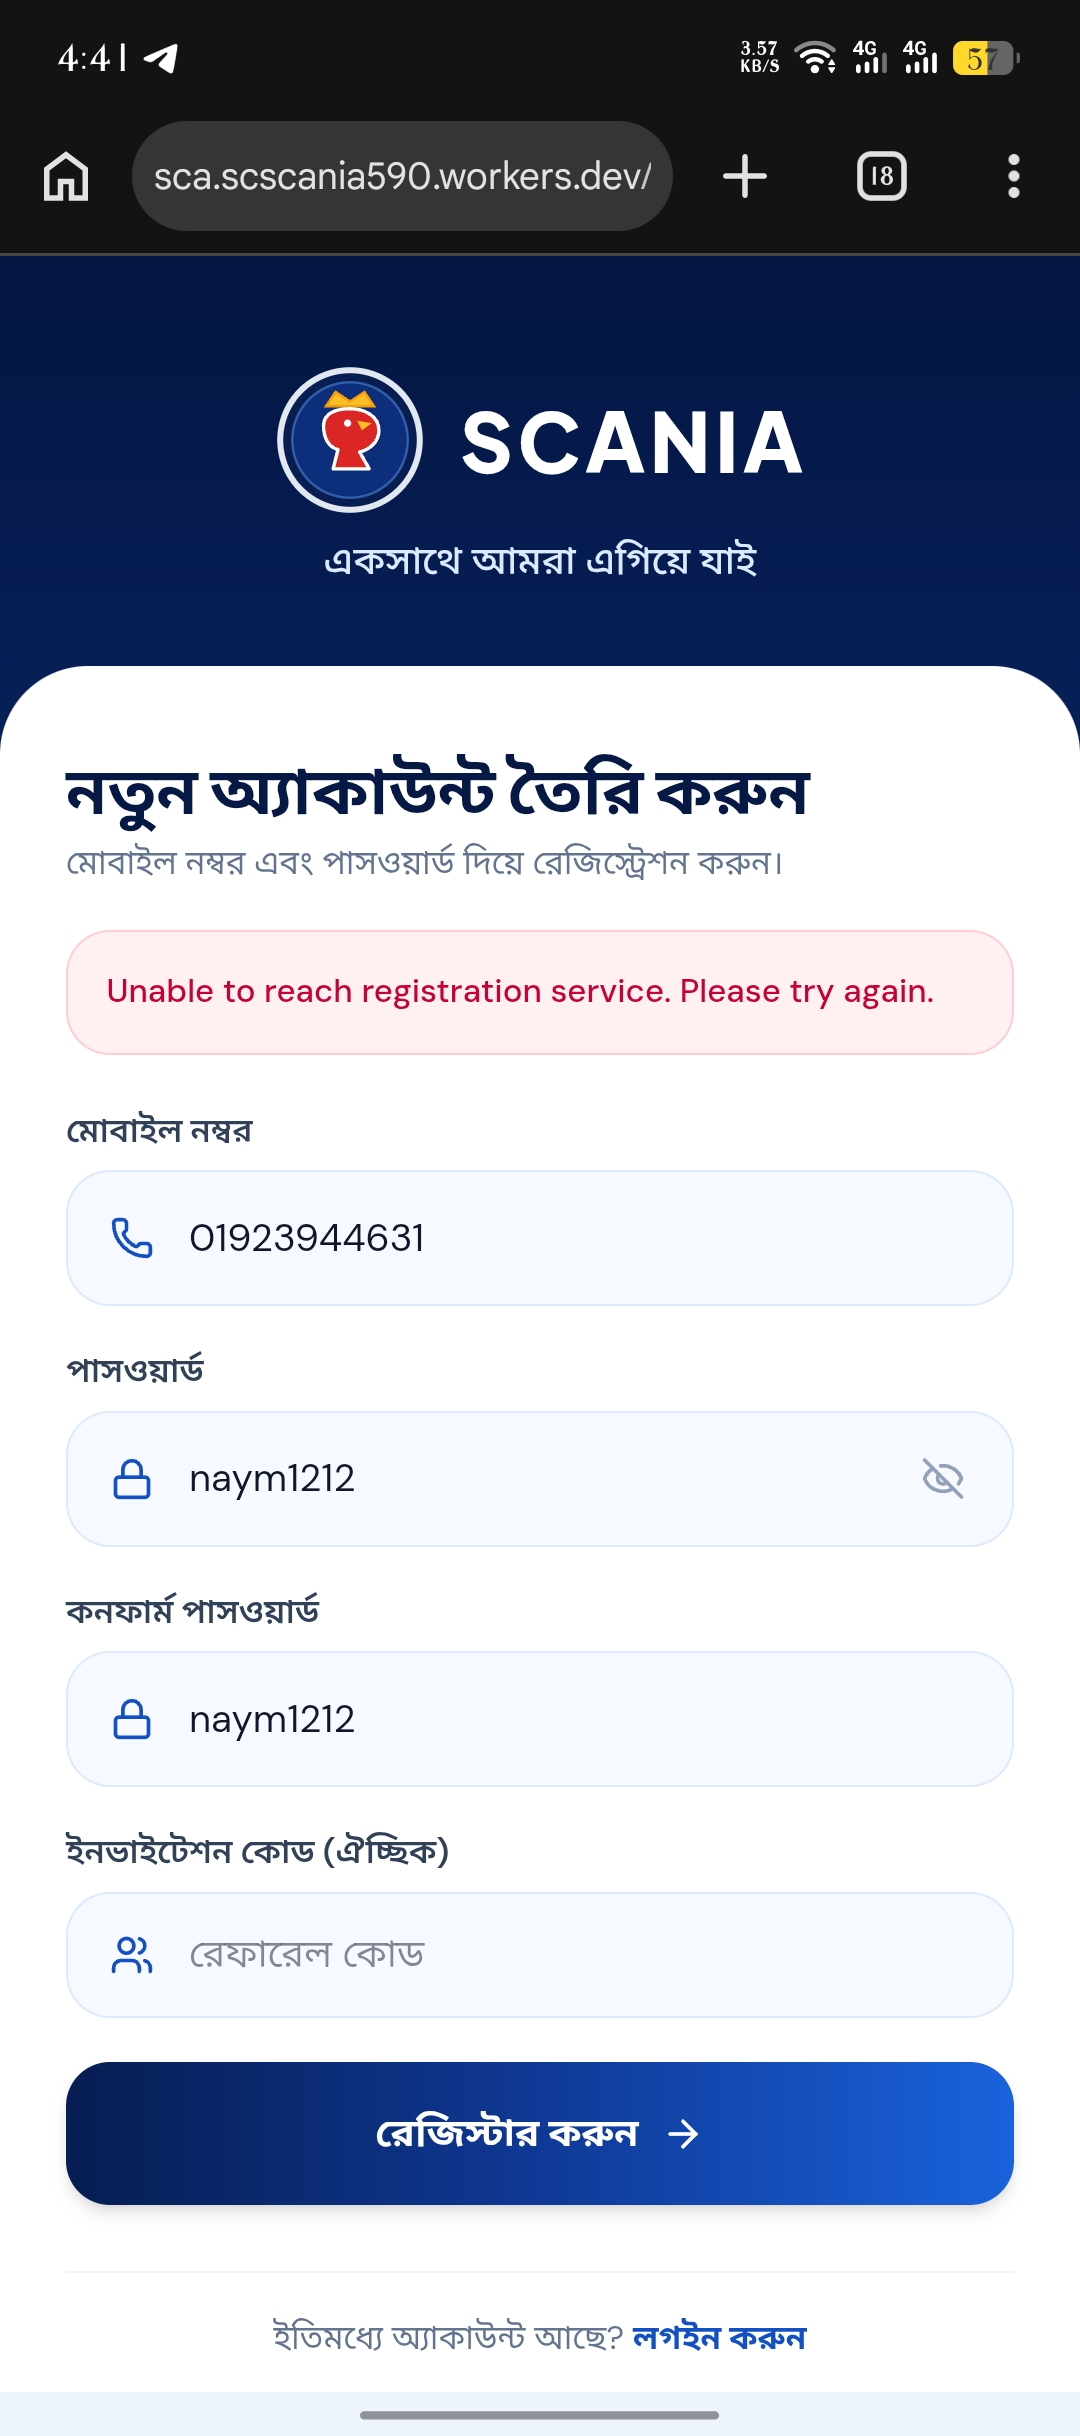 4:41
3.57 KB/S
4G
4G
57
sca.scscania590.workers.dev/
18
SCANIA
একসাথে আমরা এগিয়ে যাই
নতুন অ্যাকাউন্ট তৈরি করুন
মোবাইল নম্বর এবং পাসওয়ার্ড দিয়ে রেজিস্ট্রেশন করুন।
Unable to reach registration service. Please try again.
মোবাইল নম্বর
01923944631
পাসওয়ার্ড
naym1212
কনফার্ম পাসওয়ার্ড
naym1212
ইনভাইটেশন কোড (ঐচ্ছিক)
রেফারেল কোড
রেজিস্টার করুন →
ইতিমধ্যে অ্যাকাউন্ট আছে? লগইন করুন